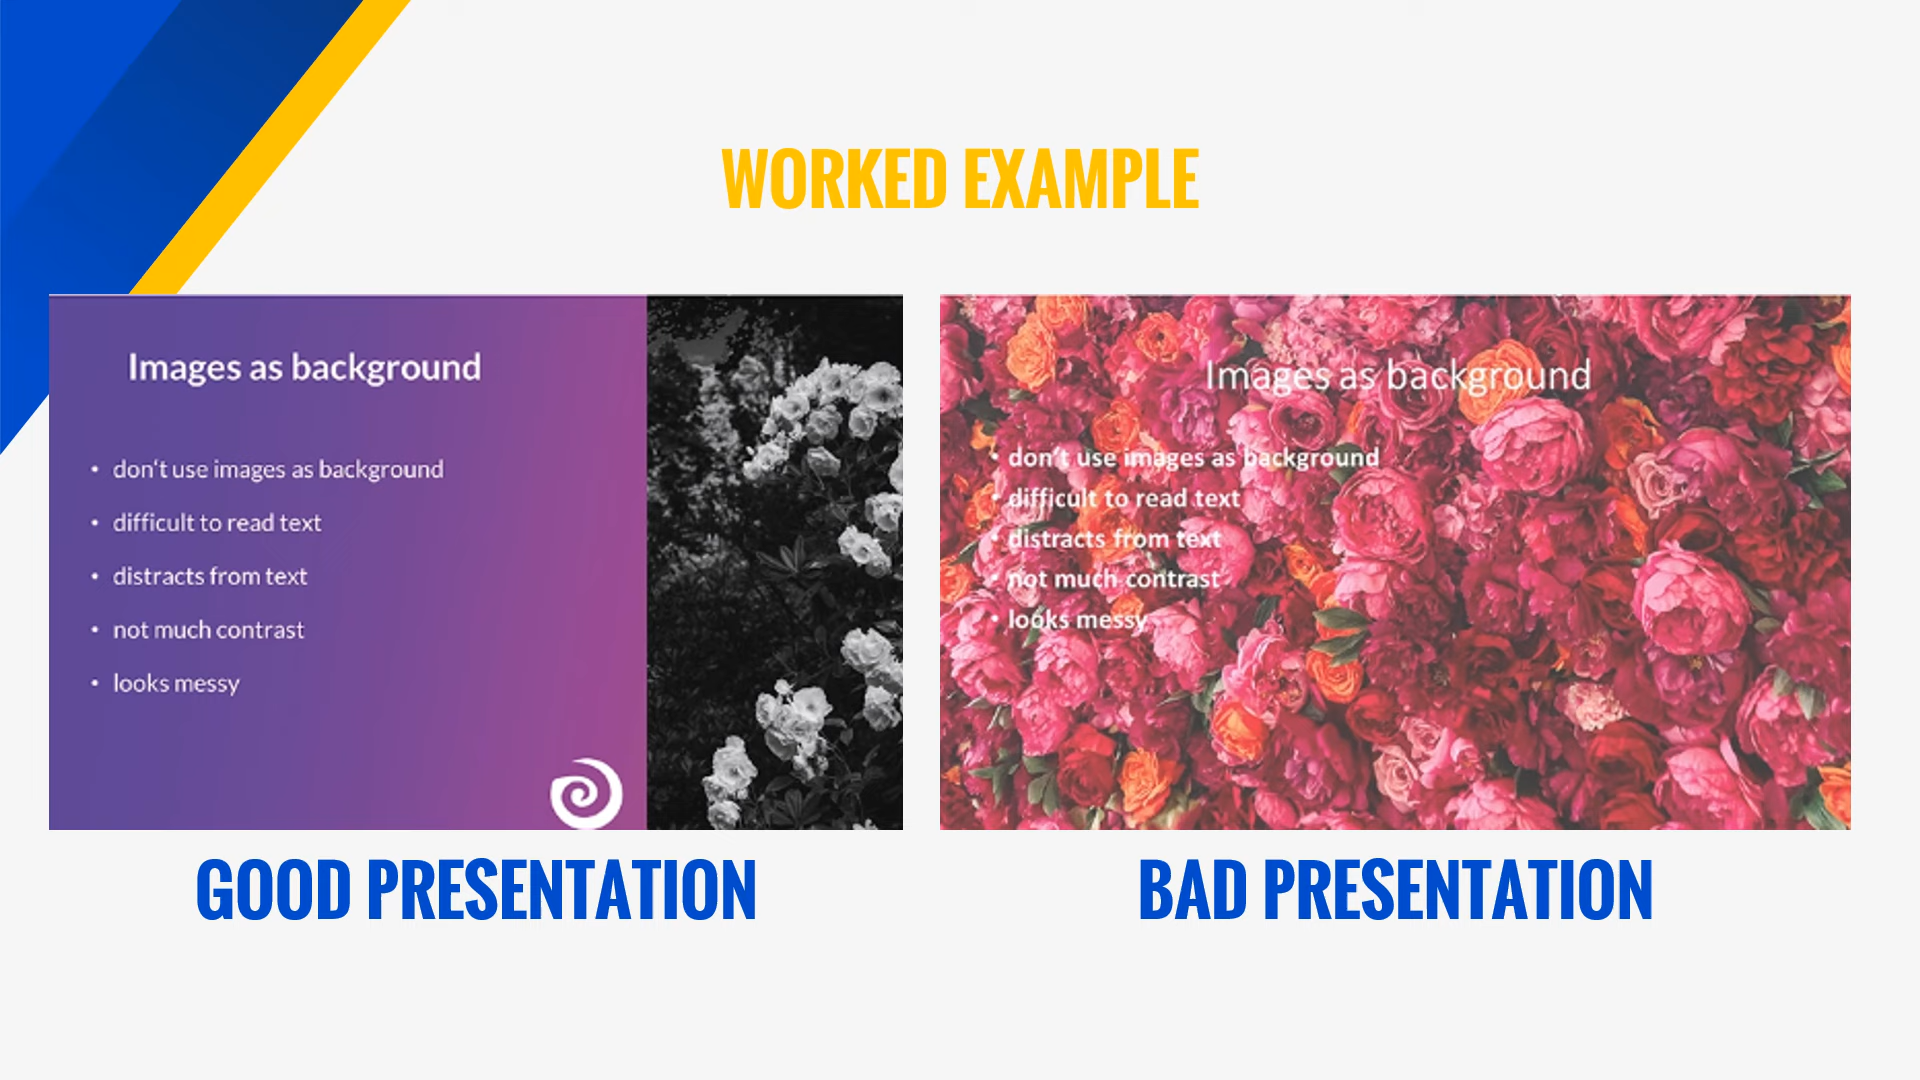 WORKED EXAMPLE
Images as background
• don't use images as background
• difficult to read text
• distracts from text
• not much contrast
• looks messy
Images as background
• don't use images as background
• difficult to read text
• distracts from text
• not much contrast
• looks messy
GOOD PRESENTATION
BAD PRESENTATION